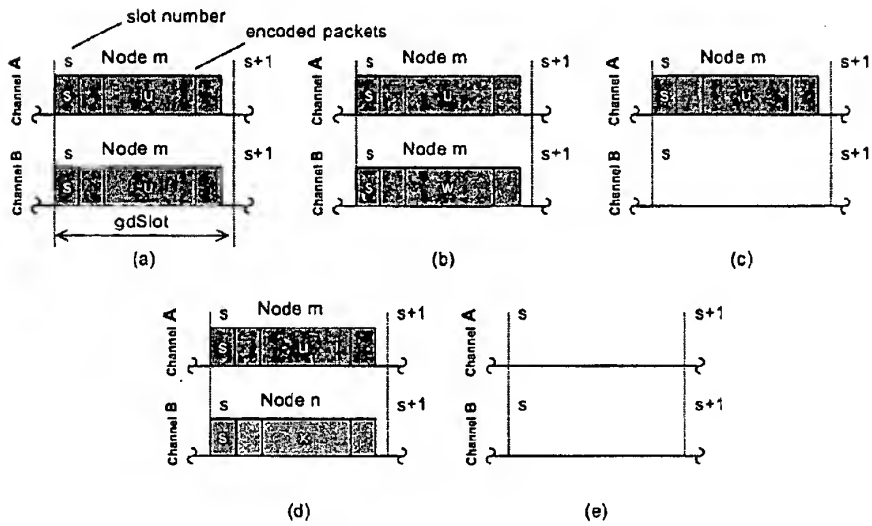 slot number
encoded packets
Channel A
s
Node m
s+1
S
U
Channel B
s
Node m
s+1
S
U
gdSlot
(a)
Channel A
s
Node m
s+1
S
U
Channel B
s
Node m
s+1
S
W
(b)
Channel A
s
Node m
s+1
S
U
Channel B
s
s+1
(c)
Channel A
s
Node m
s+1
S
U
Channel B
s
Node n
s+1
S
X
(d)
Channel A
s
s+1
Channel B
s
s+1
(e)